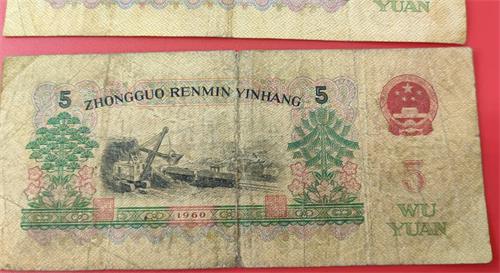 YUAN
5 ZHONGGUO RENMIN YINHANG 5
5
1960
WU
YUAN